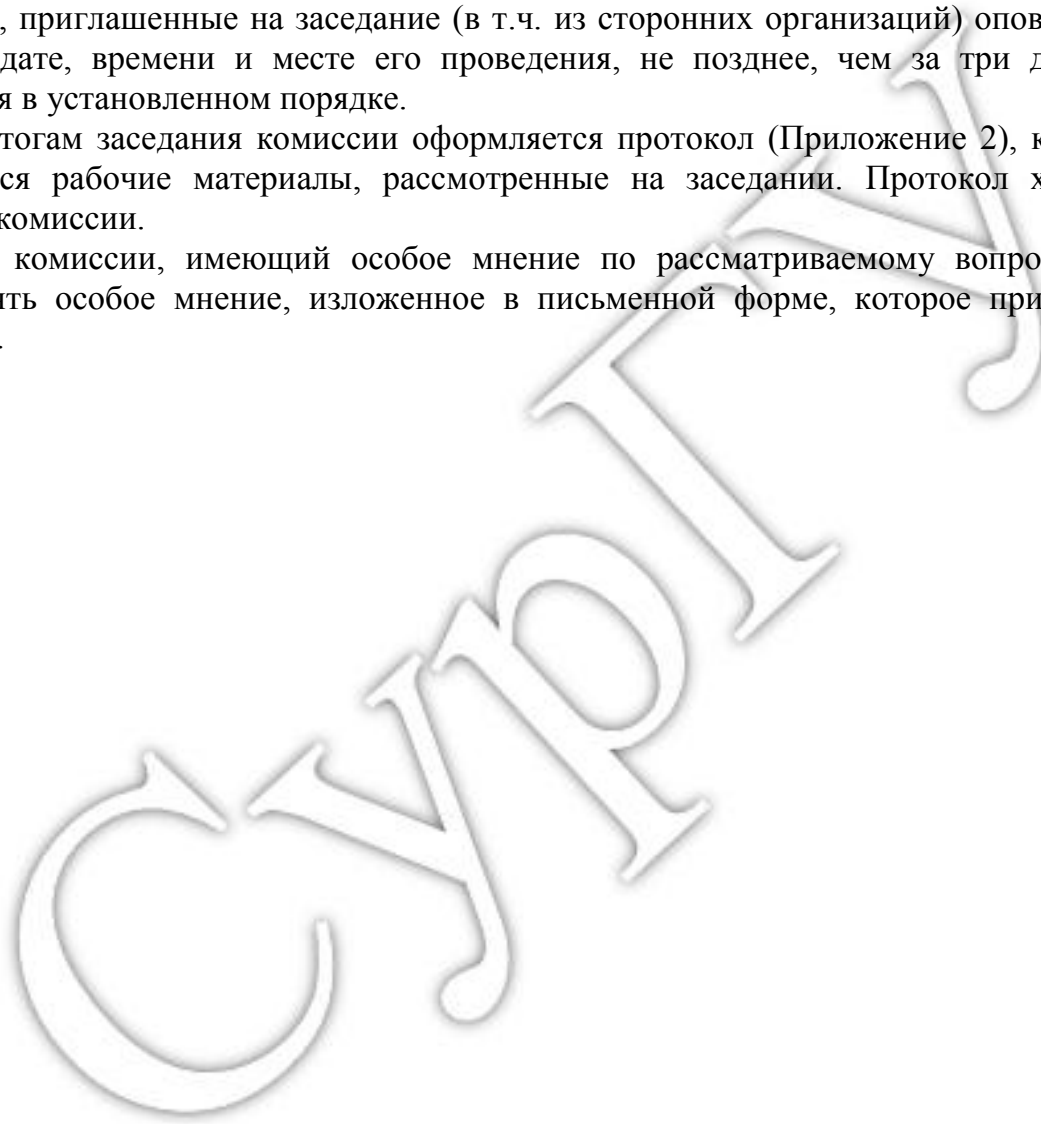 , приглашенные на заседание (в т.ч. из сторонних организаций) опов
дате, времени и месте его проведения, не позднее, чем за три д
я в установленном порядке.
тогам заседания комиссии оформляется протокол (Приложение 2), к
ся рабочие материалы, рассмотренные на заседании. Протокол х
комиссии.
комиссии, имеющий особое мнение по рассматриваемому вопро
ить особое мнение, изложенное в письменной форме, которое при
.
СурГУ